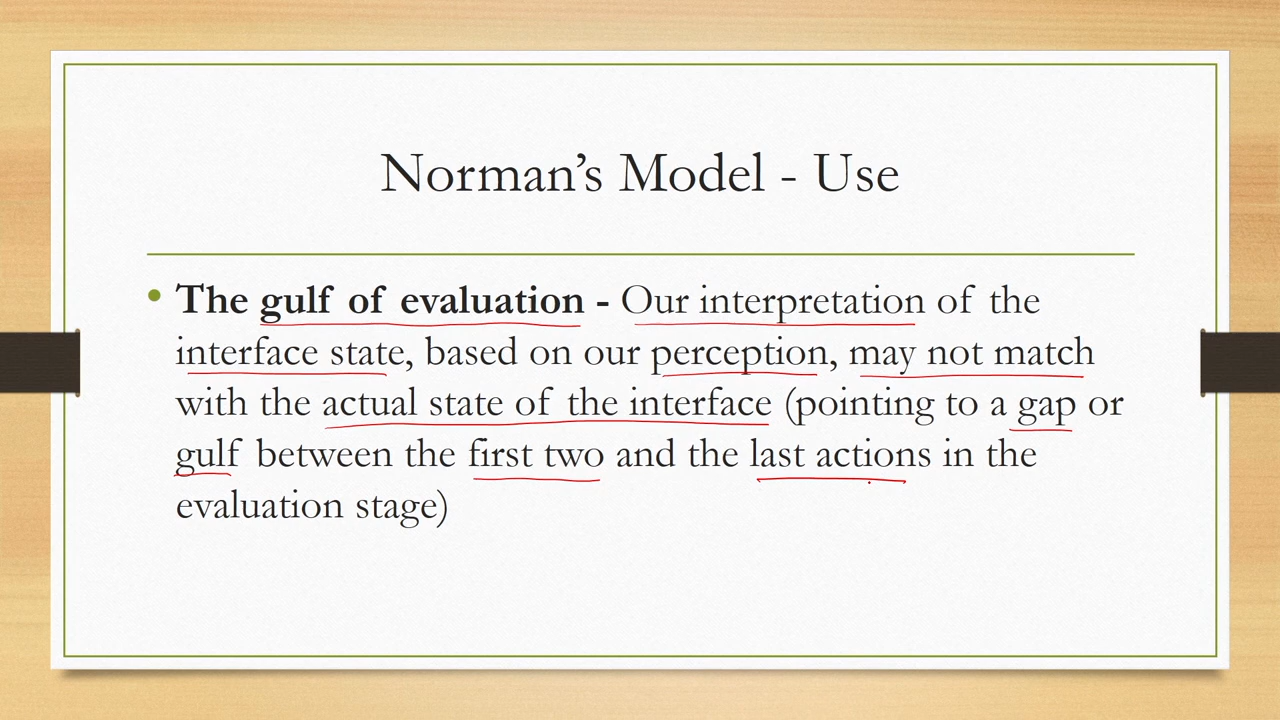 Norman’s Model - Use
• The gulf of evaluation - Our interpretation of the
interface state, based on our perception, may not match
with the actual state of the interface (pointing to a gap or
gulf between the first two and the last actions in the
evaluation stage)